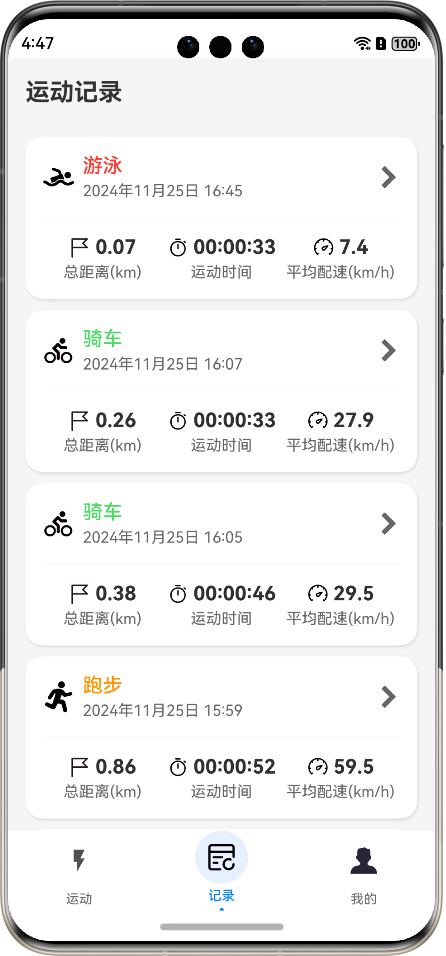 4:47
100
运动记录
游泳
2024年11月25日 16:45
0.07 00:00:33 7.4
总距离(km) 运动时间 平均配速(km/h)
骑车
2024年11月25日 16:07
0.26 00:00:33 27.9
总距离(km) 运动时间 平均配速(km/h)
骑车
2024年11月25日 16:05
0.38 00:00:46 29.5
总距离(km) 运动时间 平均配速(km/h)
跑步
2024年11月25日 15:59
0.86 00:00:52 59.5
总距离(km) 运动时间 平均配速(km/h)
运动 记录 我的